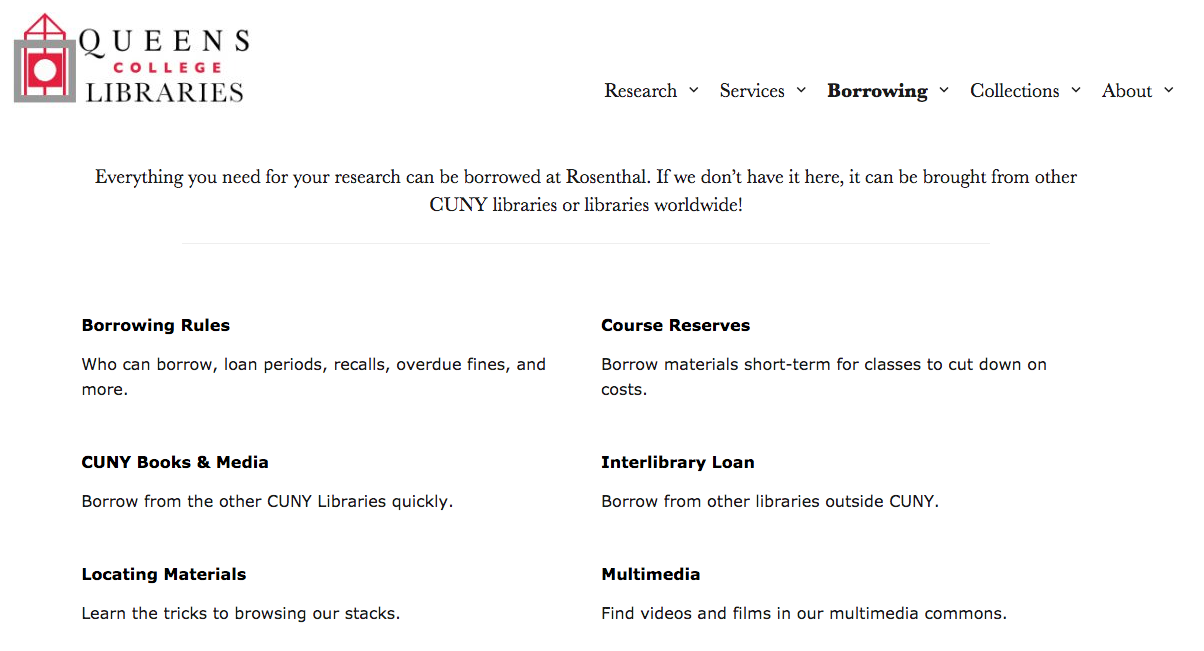 QUEENS
COLLEGE
LIBRARIES
Research Services Borrowing Collections About
Everything you need for your research can be borrowed at Rosenthal. If we don’t have it here, it can be brought from other
CUNY libraries or libraries worldwide!
Borrowing Rules
Who can borrow, loan periods, recalls, overdue fines, and
more.
Course Reserves
Borrow materials short-term for classes to cut down on
costs.
CUNY Books & Media
Borrow from the other CUNY Libraries quickly.
Interlibrary Loan
Borrow from other libraries outside CUNY.
Locating Materials
Learn the tricks to browsing our stacks.
Multimedia
Find videos and films in our multimedia commons.